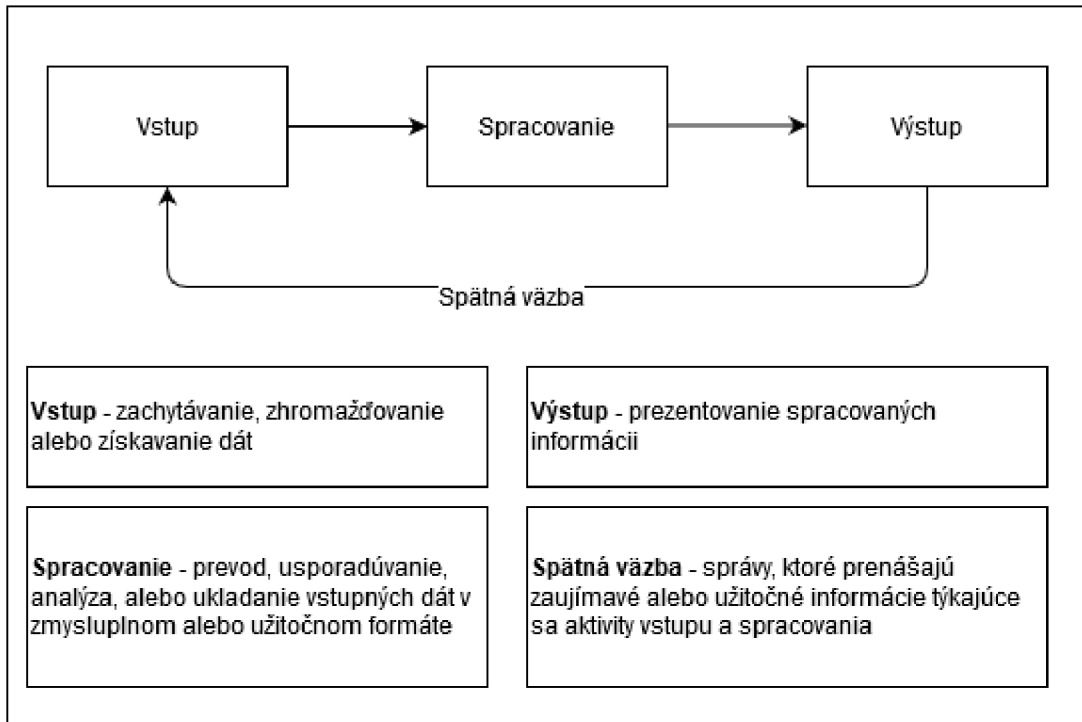 Vstup
Spracovanie
Výstup
Spätná väzba
Vstup - zachytávanie, zhromažďovanie
alebo získavanie dát
Výstup - prezentovanie spracovaných
informácii
Spracovanie - prevod, usporadúvanie,
analýza, alebo ukladanie vstupných dát v
zmysluplnom alebo užitočnom formáte
Spätná väzba - správy, ktoré prenášajú
zaujímavé alebo užitočné informácie týkajúce
sa aktivity vstupu a spracovania